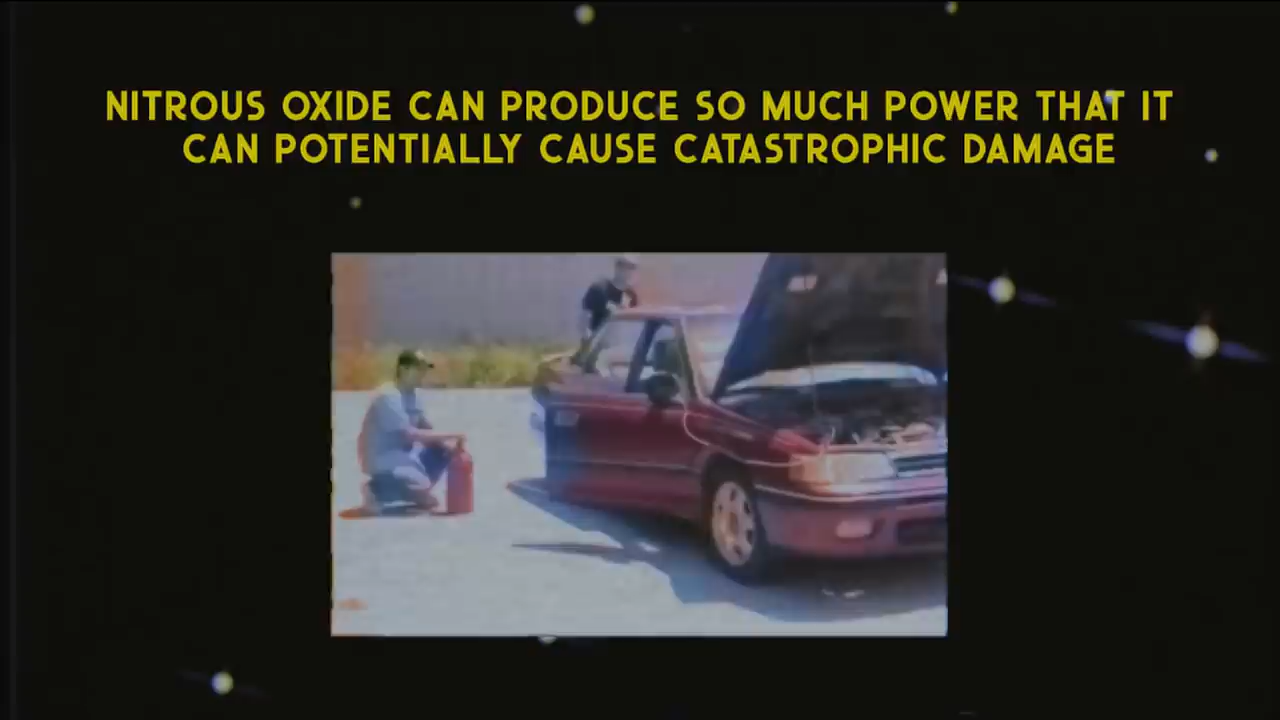 NITROUS OXIDE CAN PRODUCE SO MUCH POWER THAT IT
CAN POTENTIALLY CAUSE CATASTROPHIC DAMAGE